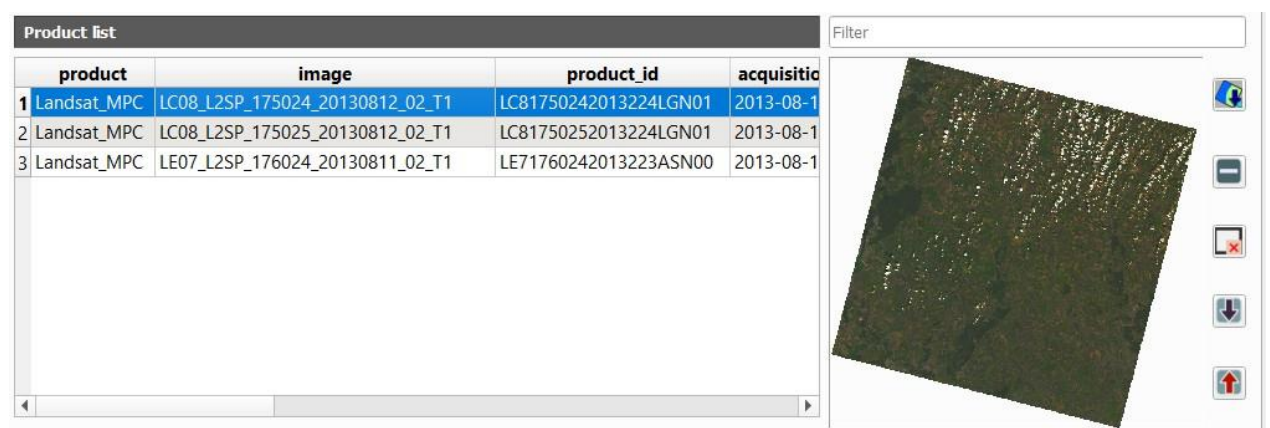 Product list
Filter
product image product_id acquisitio
1 Landsat_MPC LC08_L2SP_175024_20130812_02_T1 LC81750242013224LGN01 2013-08-1
2 Landsat_MPC LC08_L2SP_175025_20130812_02_T1 LC81750252013224LGN01 2013-08-1
3 Landsat_MPC LE07_L2SP_176024_20130811_02_T1 LE71760242013223ASN00 2013-08-1